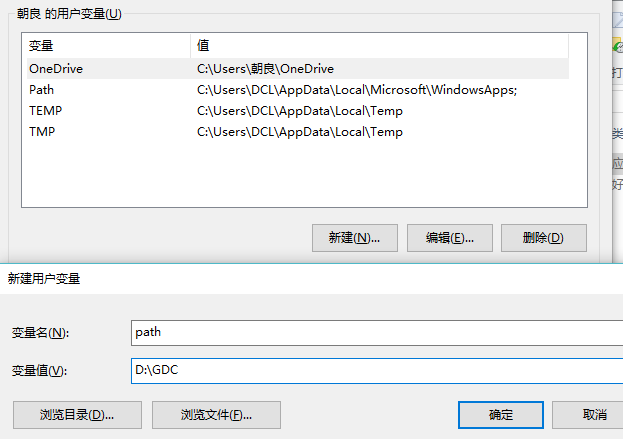 朝良 的用户变量(U)
变量 值
OneDrive C:\Users\朝良\OneDrive
Path C:\Users\DCL\AppData\Local\Microsoft\WindowsApps;
TEMP C:\Users\DCL\AppData\Local\Temp
TMP C:\Users\DCL\AppData\Local\Temp
打
类
应
好
新建(N)... 编辑(E)... 删除(D)
新建用户变量
变量名(N): path
变量值(V): D:\GDC
浏览目录(D)... 浏览文件(F)... 确定 取消